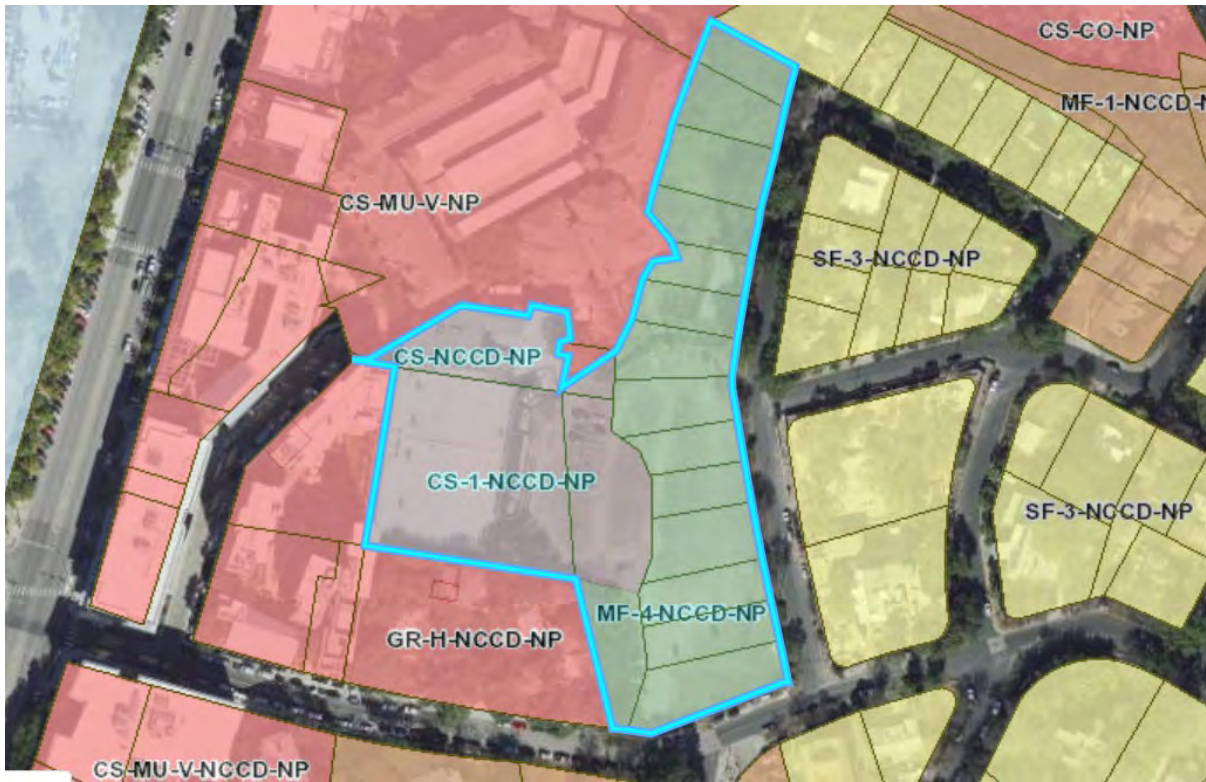 CS-CO-NP
MF-1-NCCD-N
CS-MU-V-NP
SF-3-NCCD-NP
CS-NCCD-NP
CS-1-NCCD-NP
SF-3-NCCD-NP
MF-4-NCCD-NP
GR-H-NCCD-NP
CS-MU-V-NCCD-NP